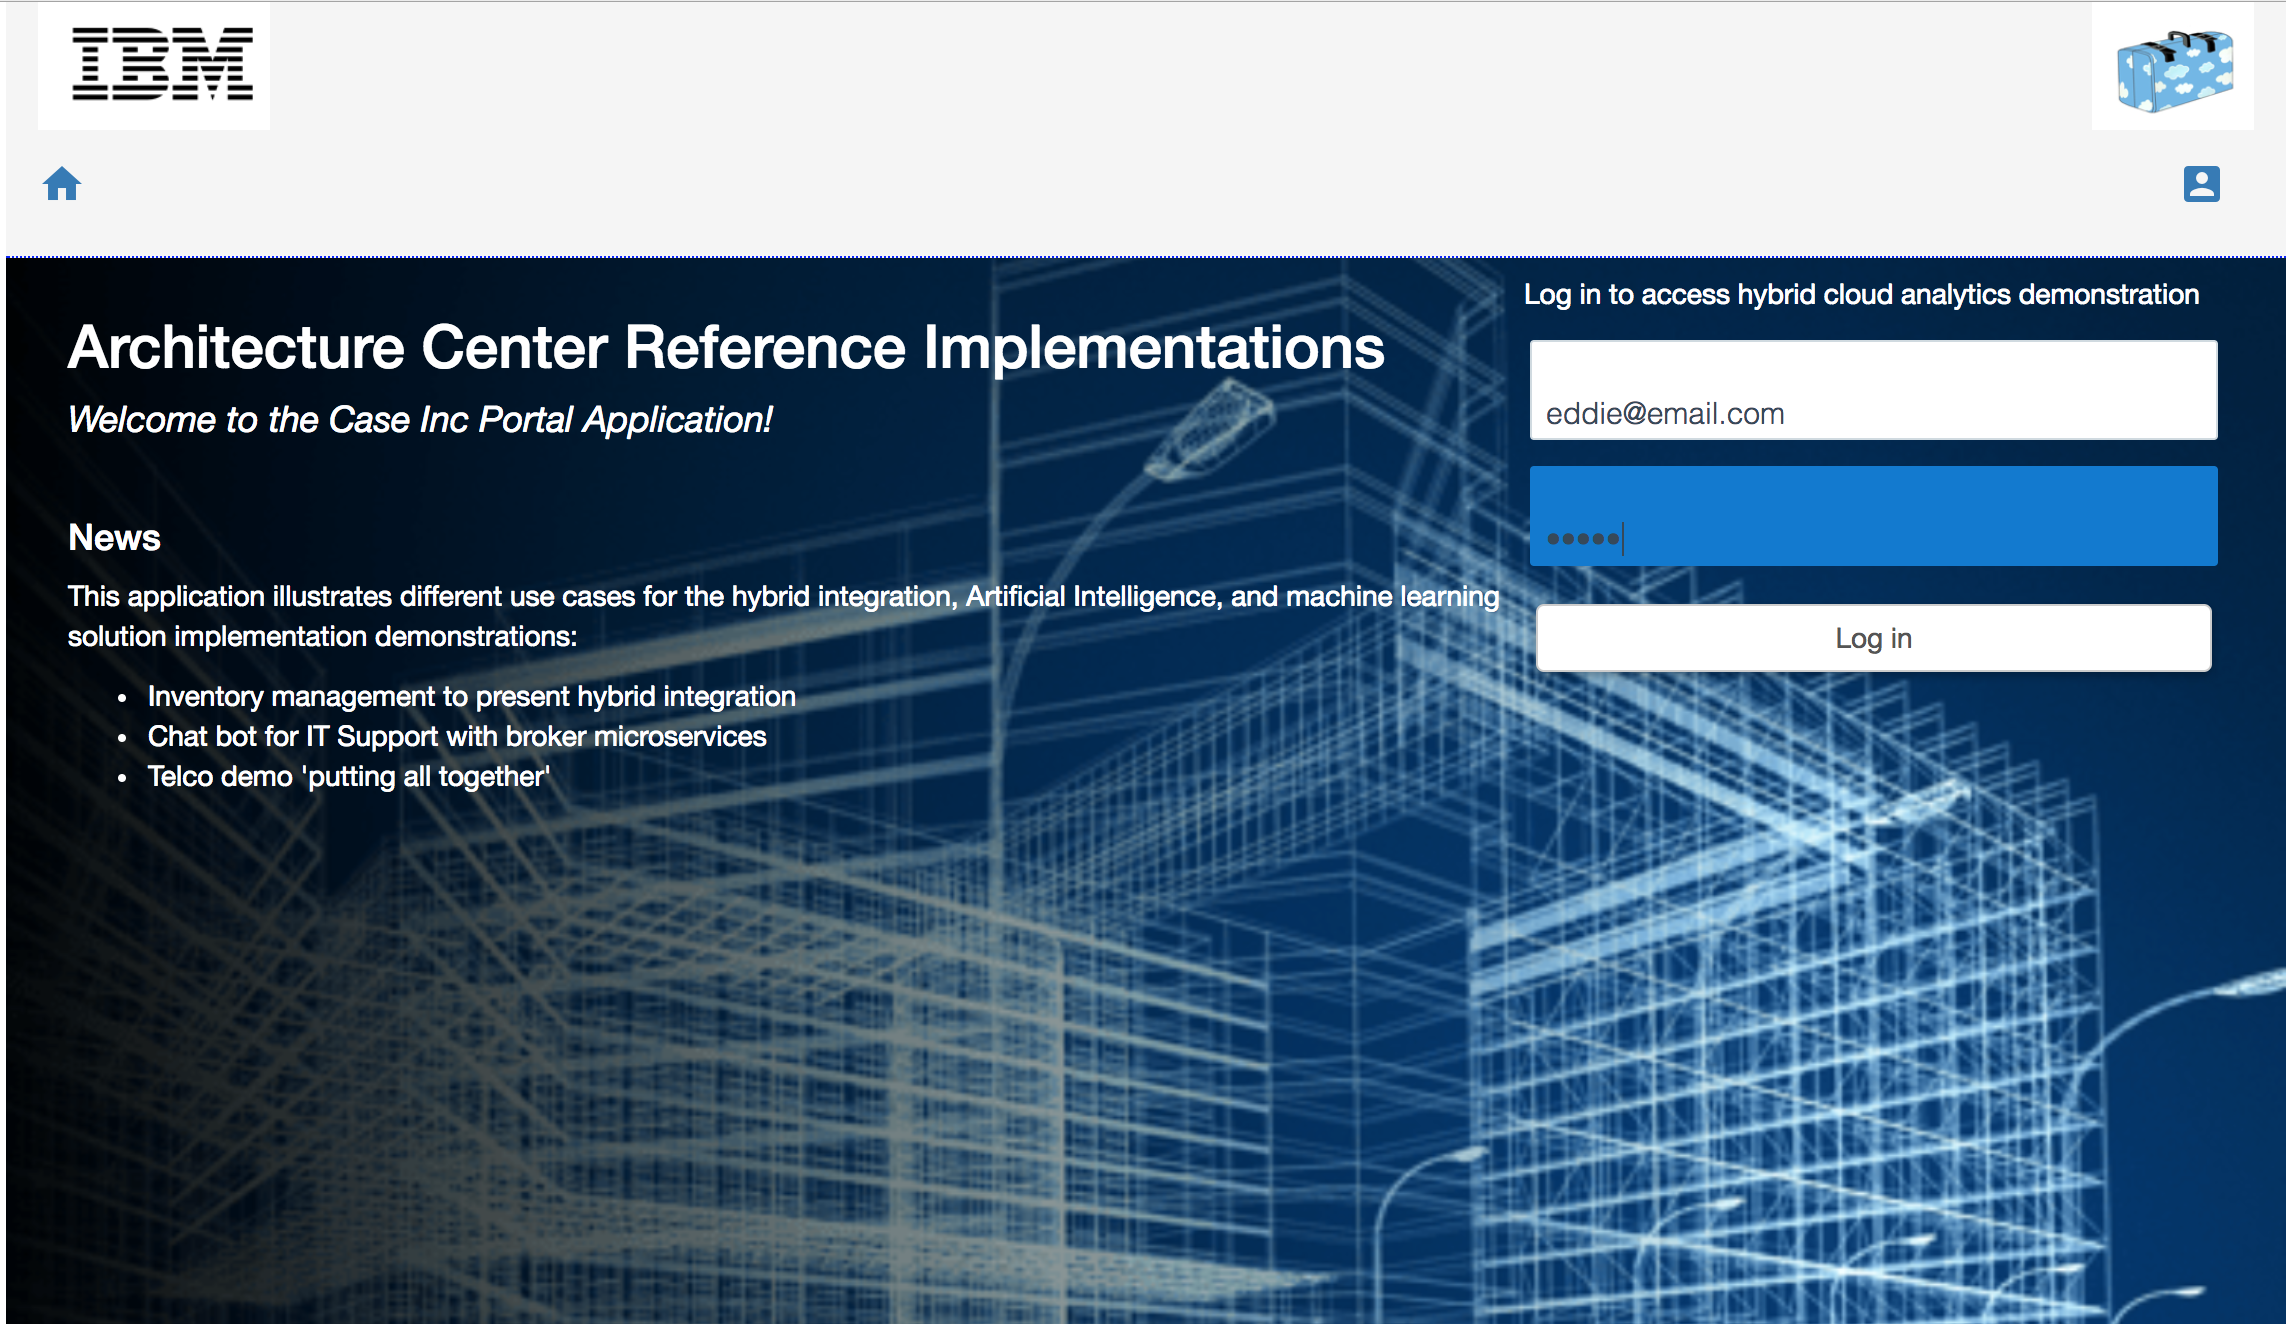 IBM
Log in to access hybrid cloud analytics demonstration
Architecture Center Reference Implementations
Welcome to the Case Inc Portal Application!
eddie@email.com
•••••
Log in
News
This application illustrates different use cases for the hybrid integration, Artificial Intelligence, and machine learning
solution implementation demonstrations:
• Inventory management to present hybrid integration
• Chat bot for IT Support with broker microservices
• Telco demo 'putting all together'